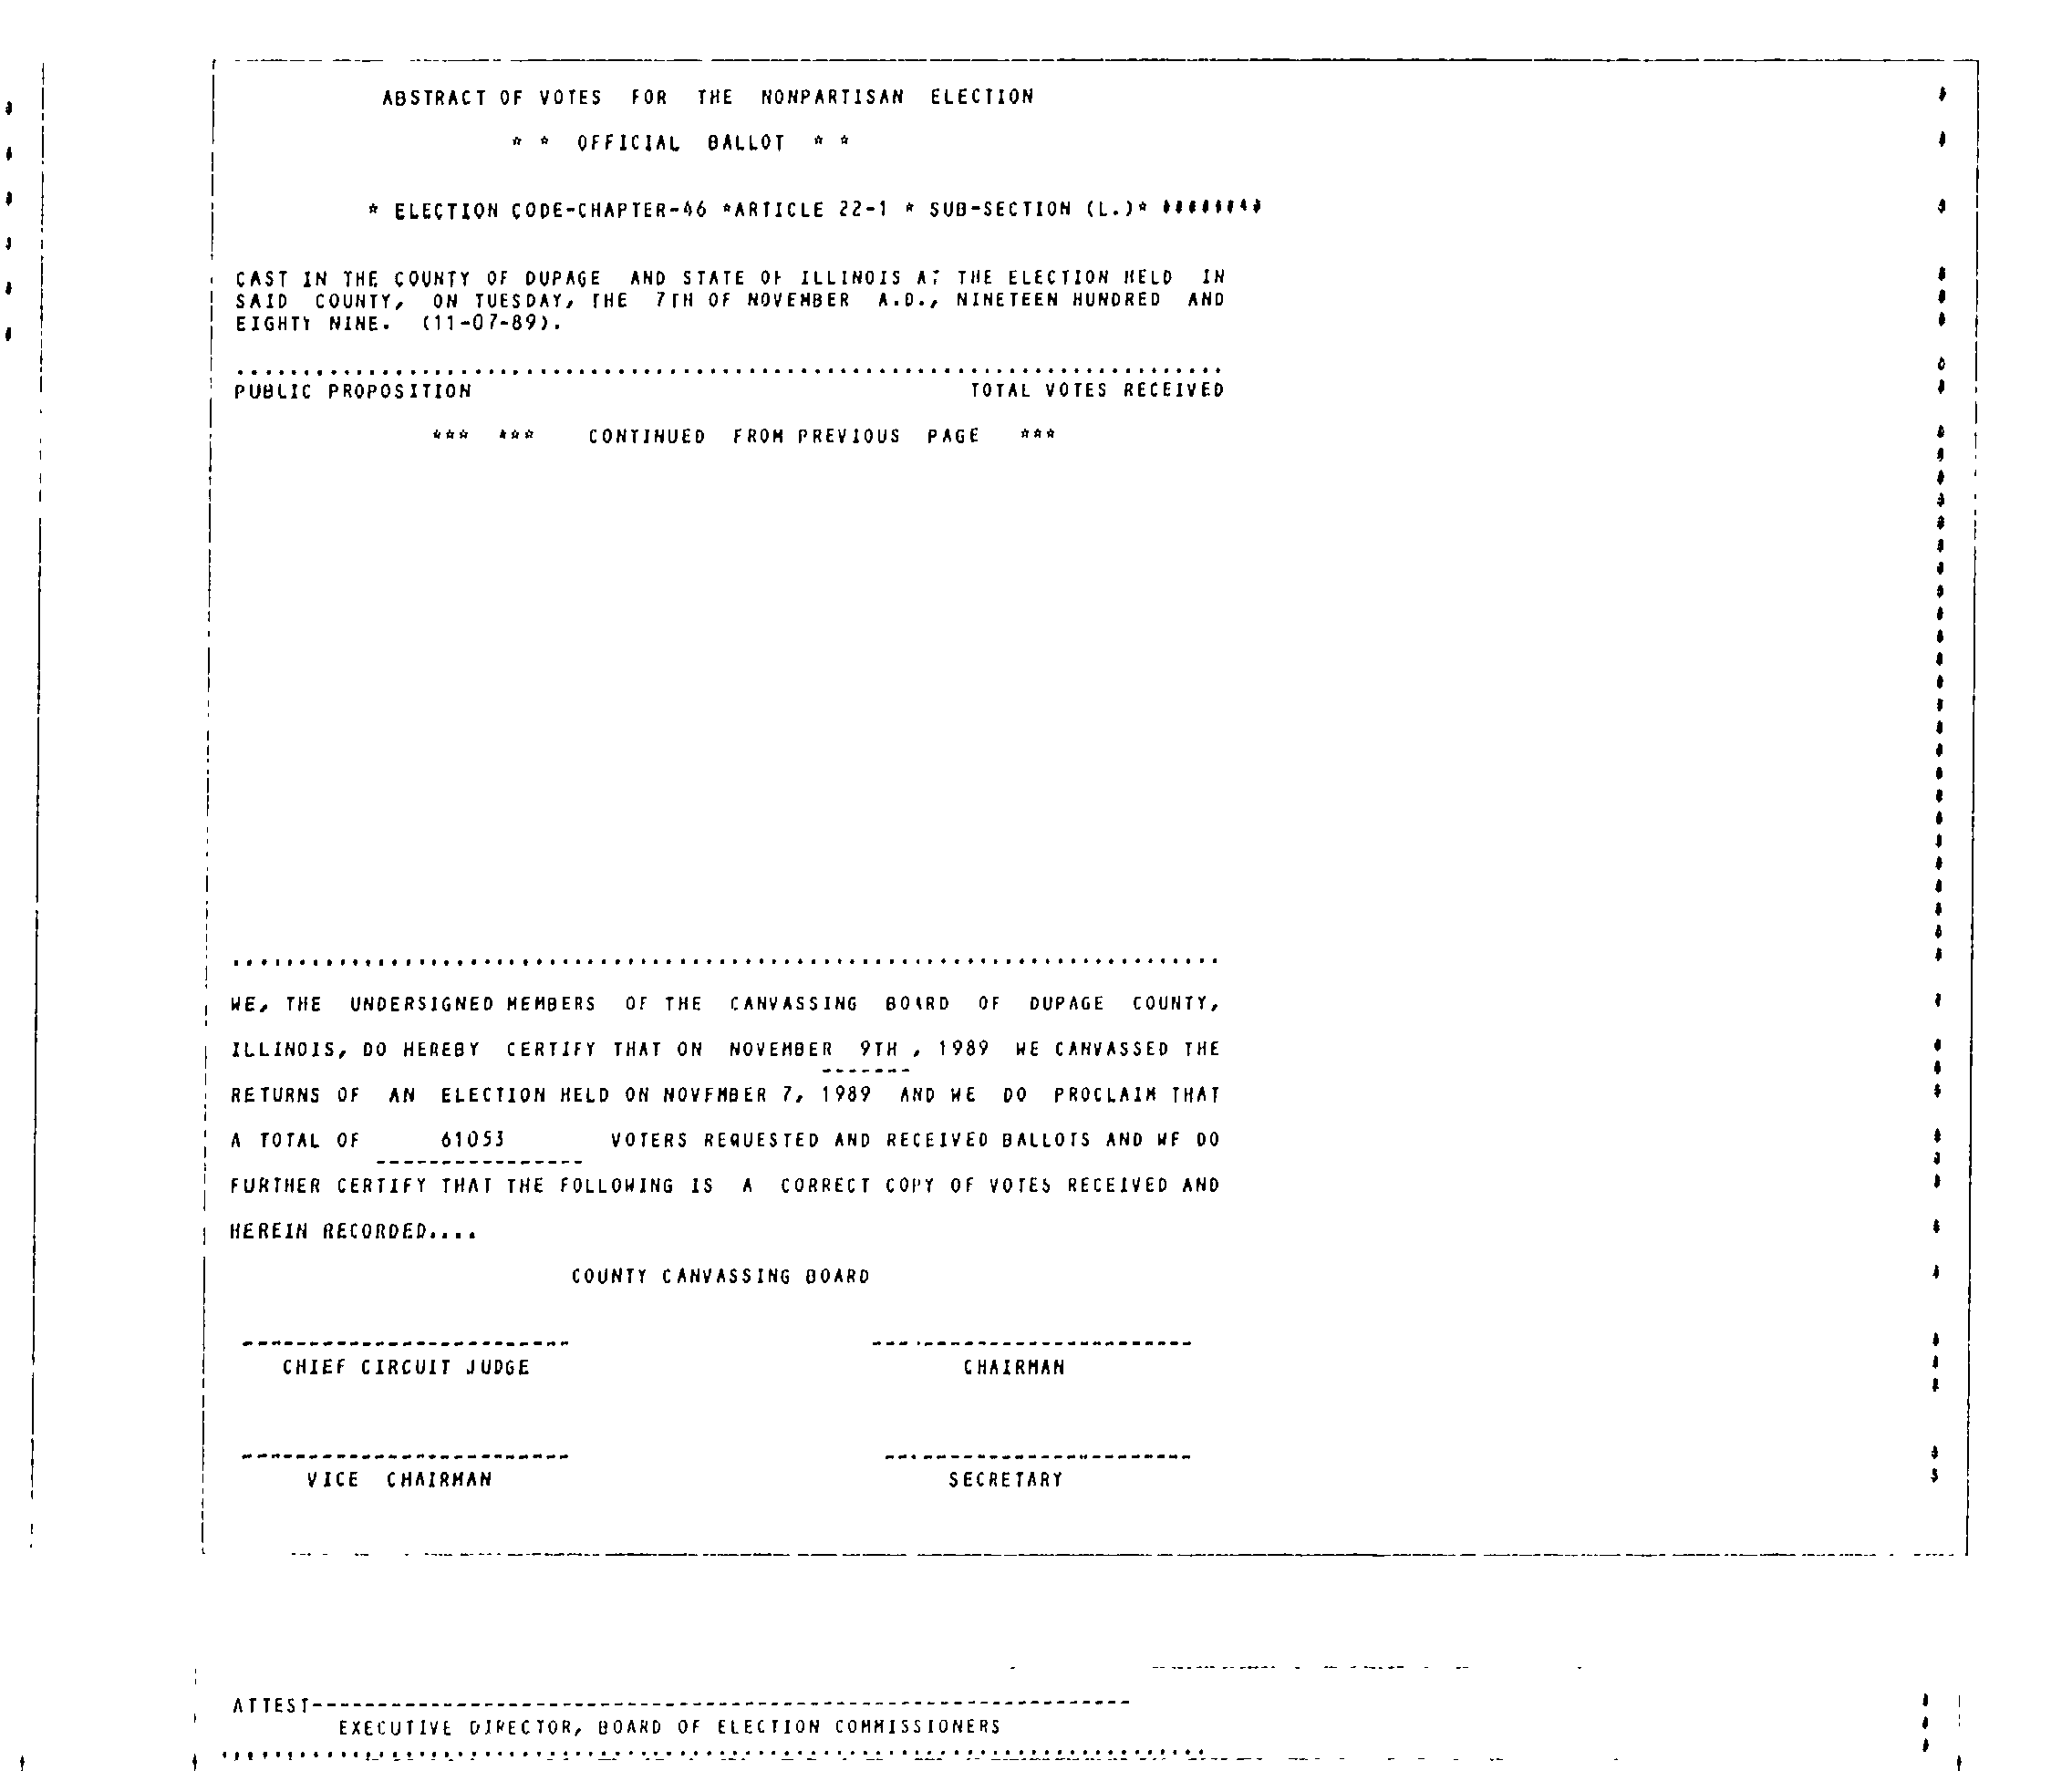 ABSTRACT OF VOTES FOR THE NONPARTISAN ELECTION
* * OFFICIAL BALLOT * *
* ELECTION CODE-CHAPTER-46 *ARTICLE 22-1 * SUB-SECTION (L.)* ########
CAST IN THE COUNTY OF DUPAGE AND STATE OF ILLINOIS AT THE ELECTION HELD IN
SAID COUNTY, ON TUESDAY, THE 7TH OF NOVEMBER A.D., NINETEEN HUNDRED AND
EIGHTY NINE. (11-07-89).
PUBLIC PROPOSITION TOTAL VOTES RECEIVED
*** *** CONTINUED FROM PREVIOUS PAGE ***
WE, THE UNDERSIGNED MEMBERS OF THE CANVASSING BOARD OF DUPAGE COUNTY,
ILLINOIS, DO HEREBY CERTIFY THAT ON NOVEMBER 9TH , 1989 WE CANVASSED THE
RETURNS OF AN ELECTION HELD ON NOVEMBER 7, 1989 AND WE DO PROCLAIM THAT
A TOTAL OF 61053 VOTERS REQUESTED AND RECEIVED BALLOTS AND WE DO
FURTHER CERTIFY THAT THE FOLLOWING IS A CORRECT COPY OF VOTES RECEIVED AND
HEREIN RECORDED....
COUNTY CANVASSING BOARD
CHIEF CIRCUIT JUDGE CHAIRMAN
VICE CHAIRMAN SECRETARY
ATTEST---------------------------------------------------------------
EXECUTIVE DIRECTOR, BOARD OF ELECTION COMMISSIONERS